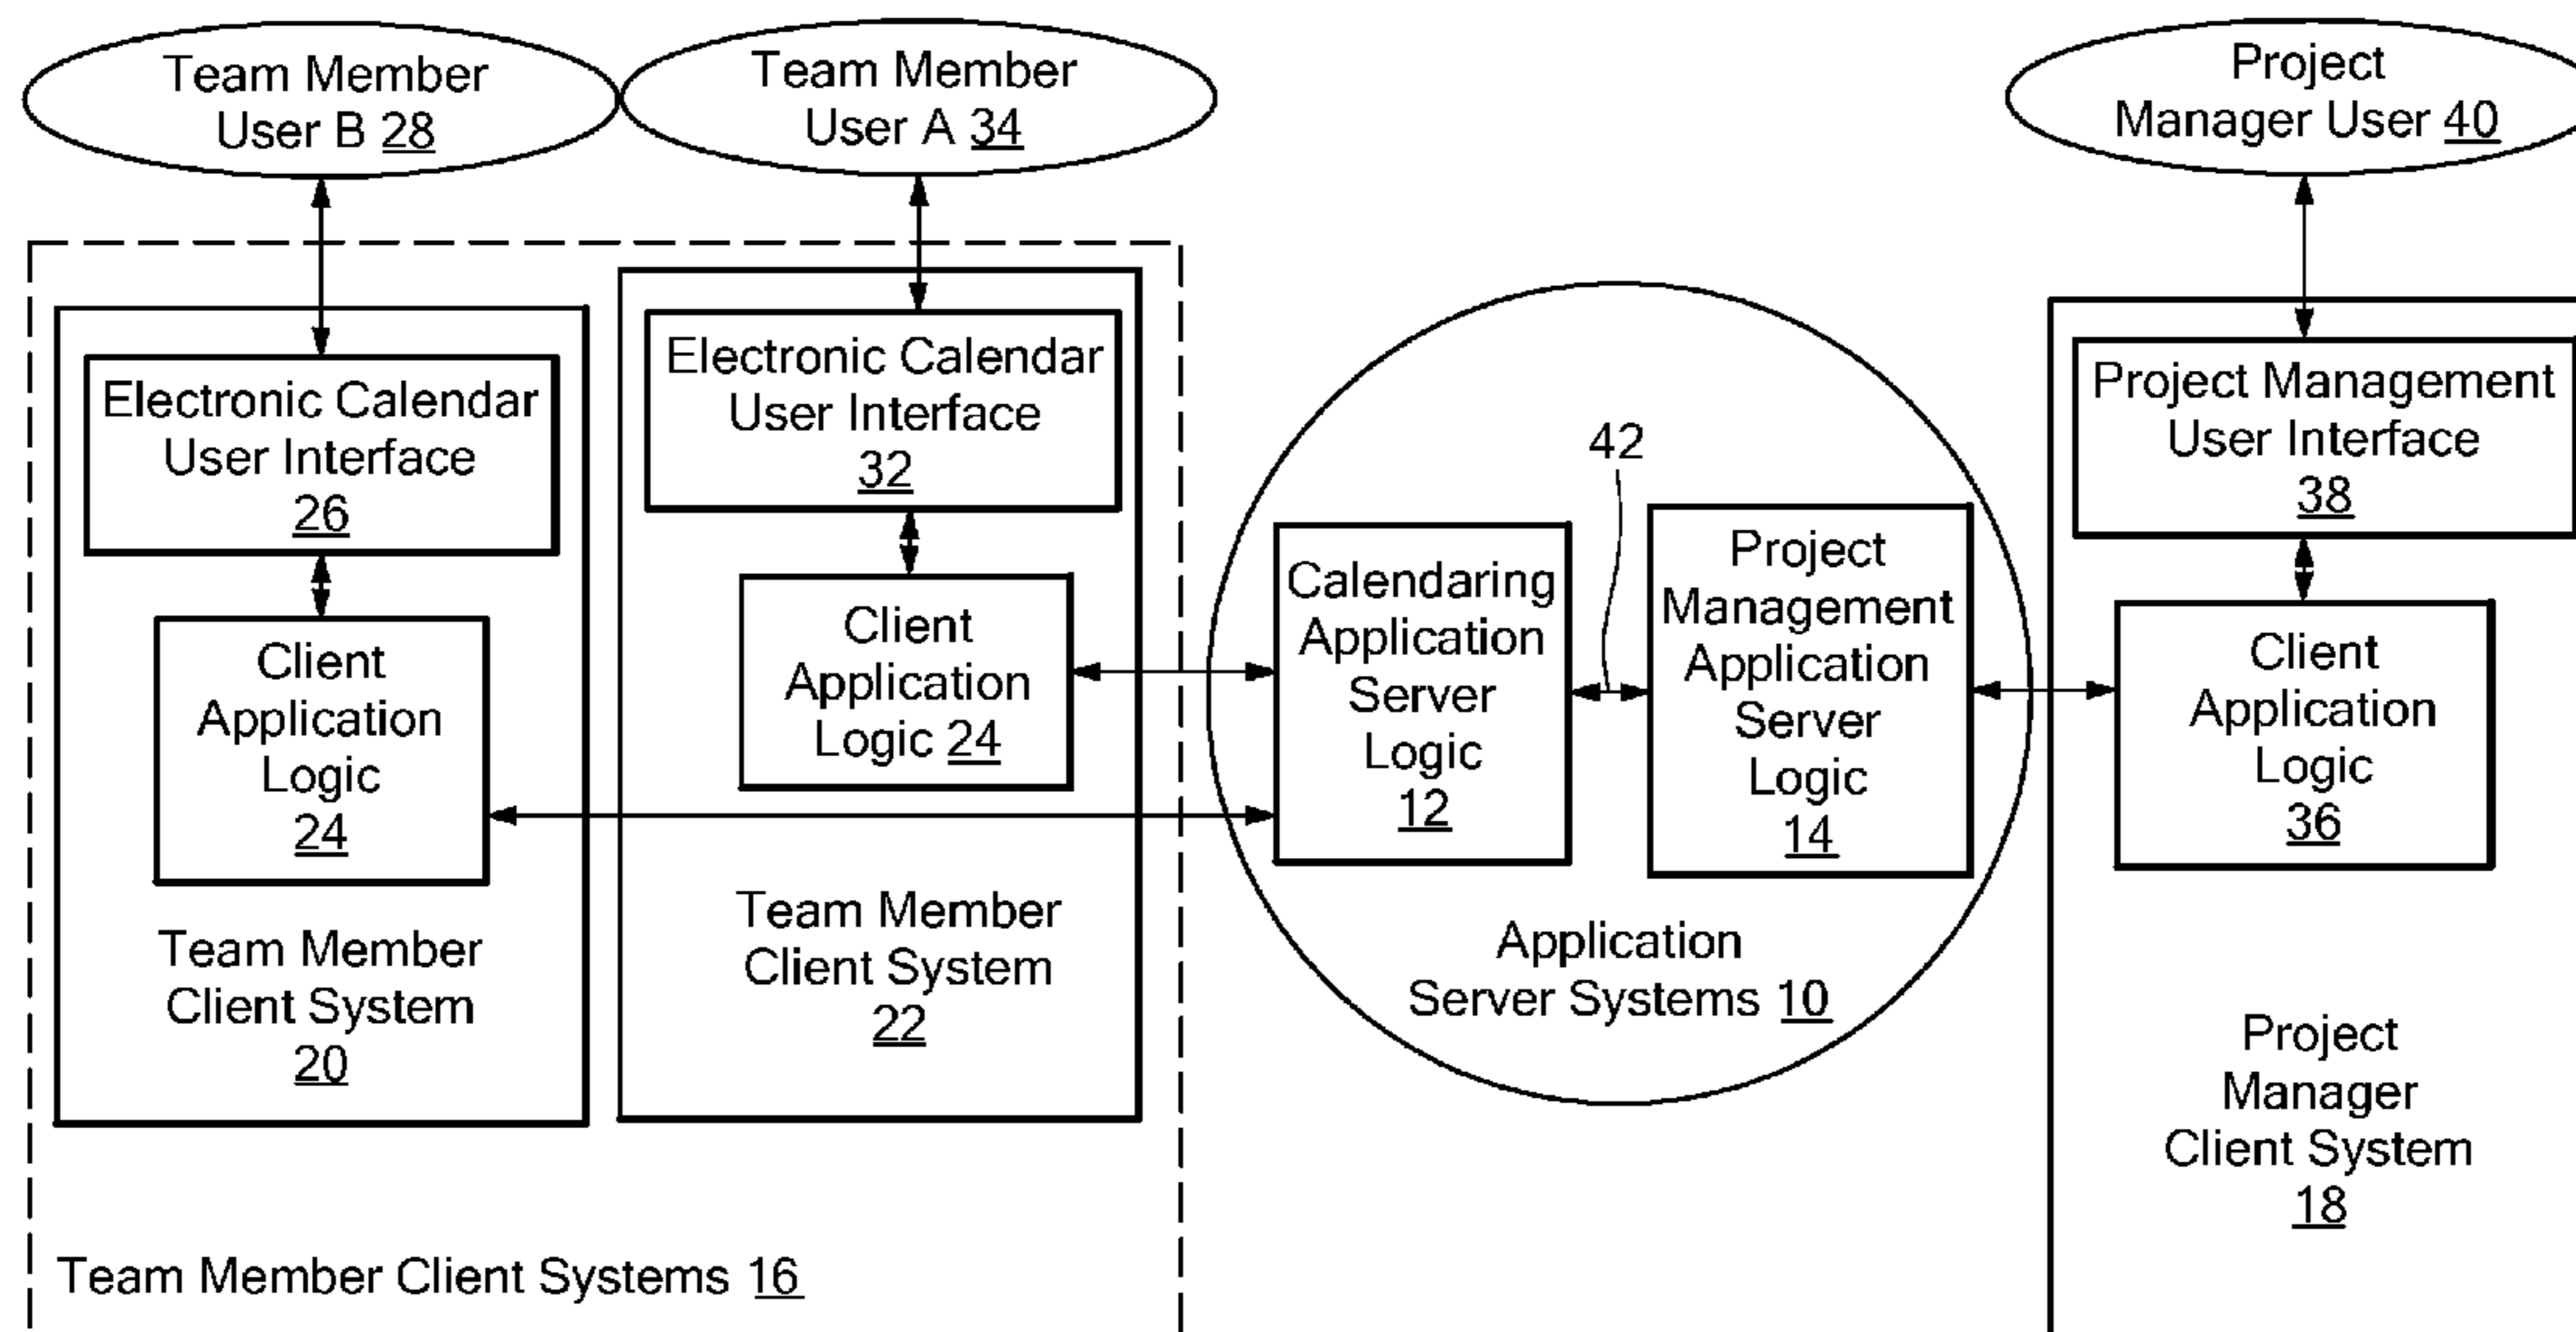 Team Member
User B 28
Team Member
User A 34
Project
Manager User 40
Electronic Calendar
User Interface
26
Client
Application
Logic
24
Team Member
Client System
20
Electronic Calendar
User Interface
32
Client
Application
Logic 24
Team Member
Client System
22
Team Member Client Systems 16
42
Calendaring
Application
Server
Logic
12
Project
Management
Application
Server
Logic
14
Application
Server Systems 10
Project Management
User Interface
38
Client
Application
Logic
36
Project
Manager
Client System
18